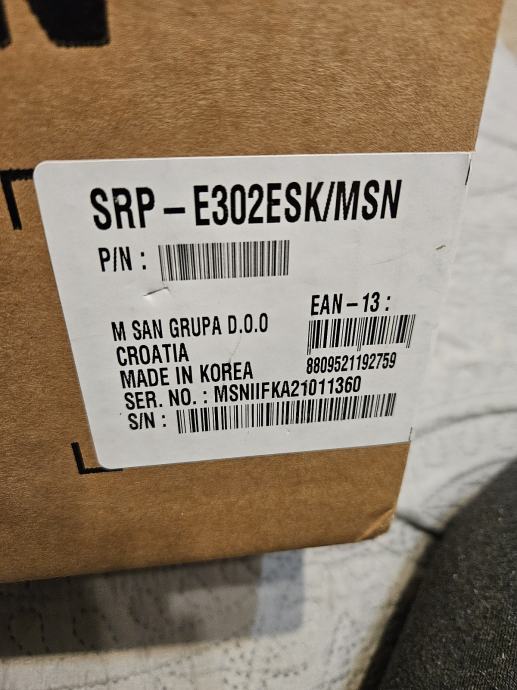 SRP-E302ESK/MSN
P/N :
M SAN GRUPA D.O.O
CROATIA
MADE IN KOREA
EAN-13 :
8809521192759
SER. NO. : MSNIIFKA21011360
S/N :